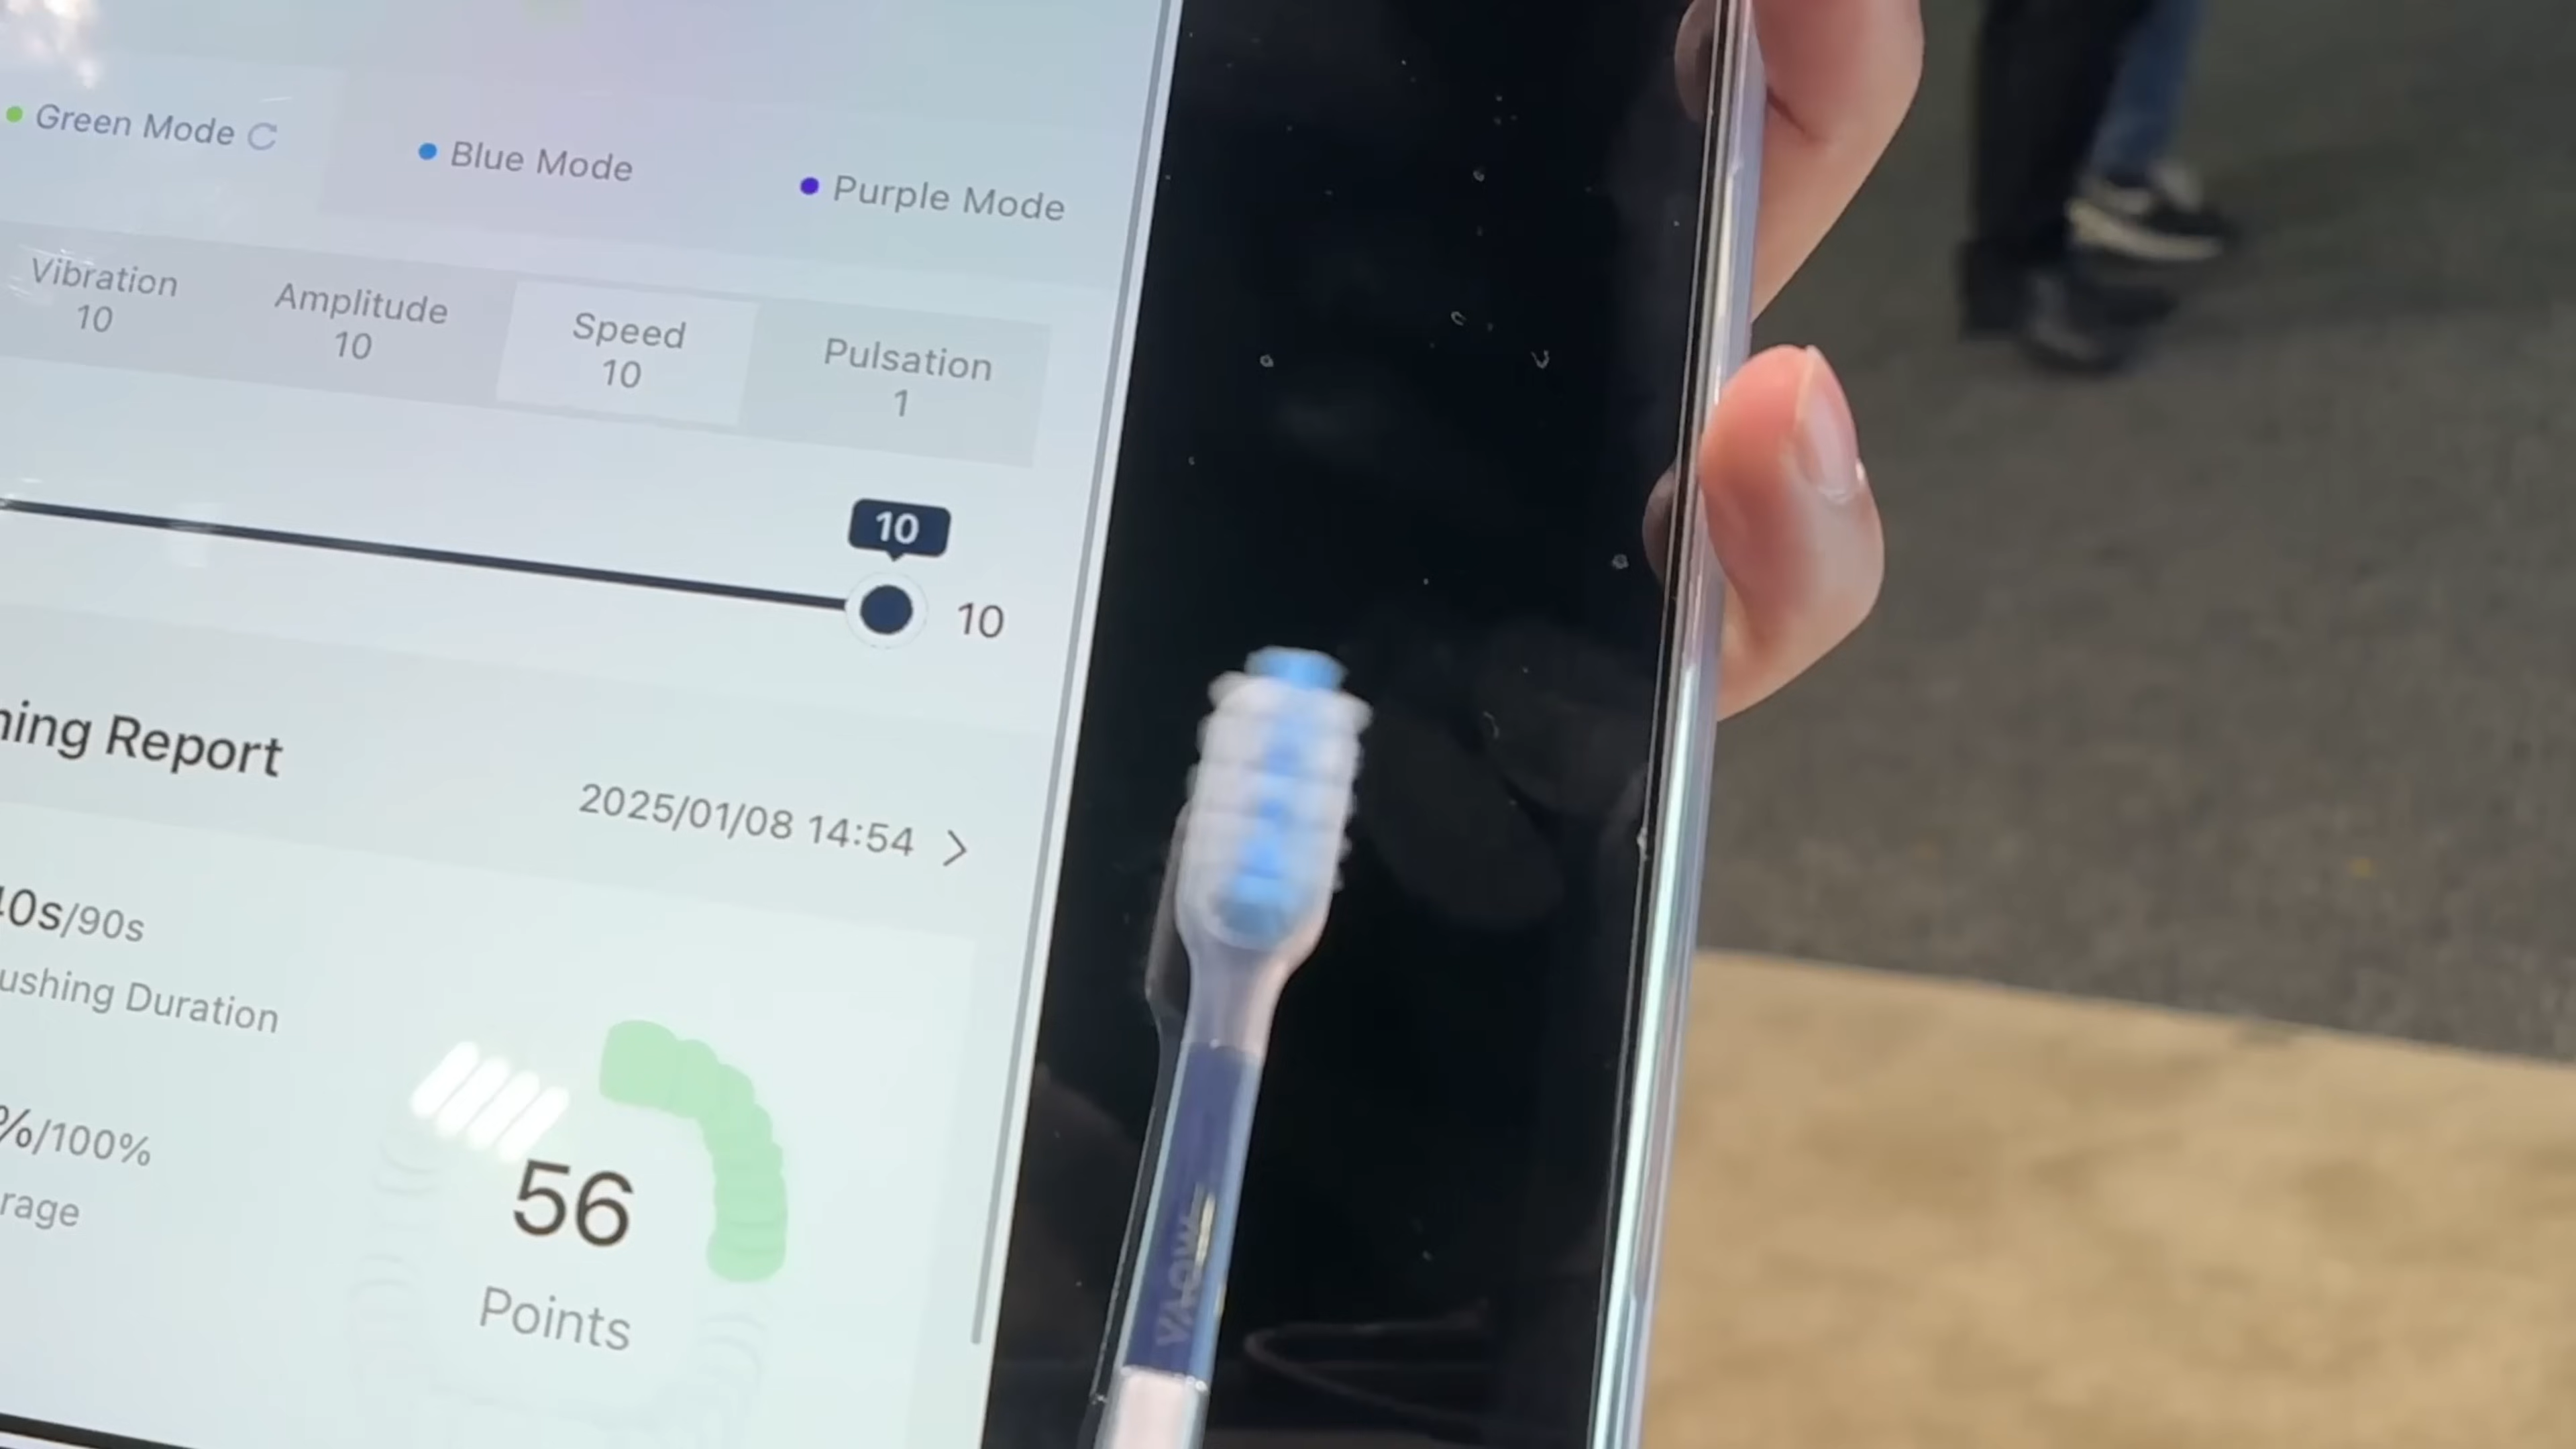 Green Mode
Blue Mode
Purple Mode
Vibration
10
Amplitude
10
Speed
10
Pulsation
1
10
10
ning Report
2025/01/08 14:54
40s/90s
ushing Duration
%/100%
rage
56
Points